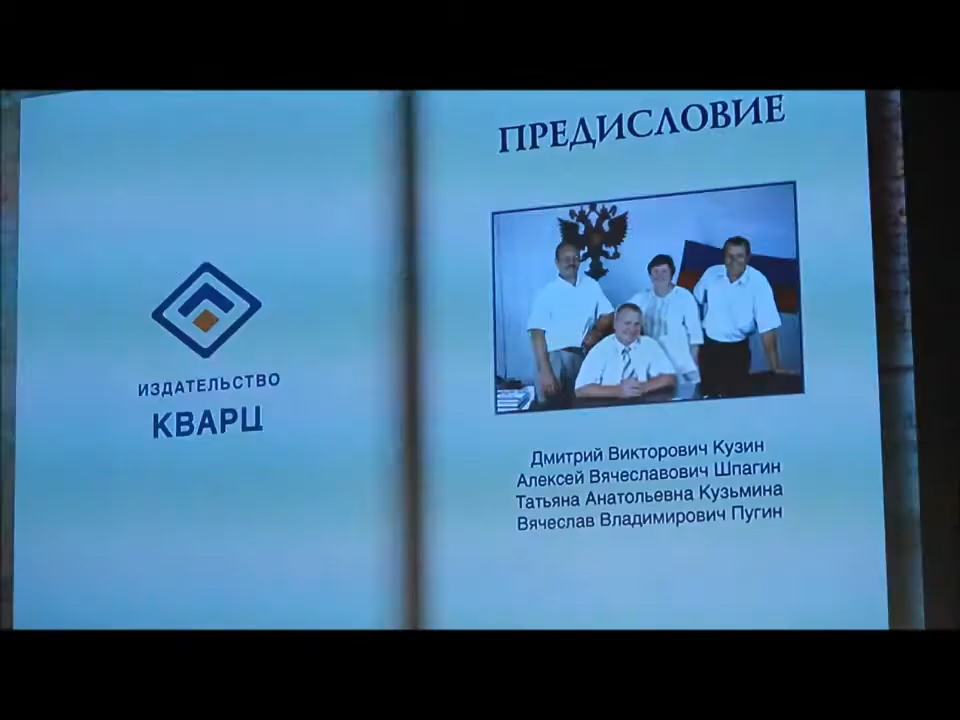 ИЗДАТЕЛЬСТВО
КВАРЦ
ПРЕДИСЛОВИЕ
Дмитрий Викторович Кузин
Алексей Вячеславович Шпагин
Татьяна Анатольевна Кузьмина
Вячеслав Владимирович Пугин